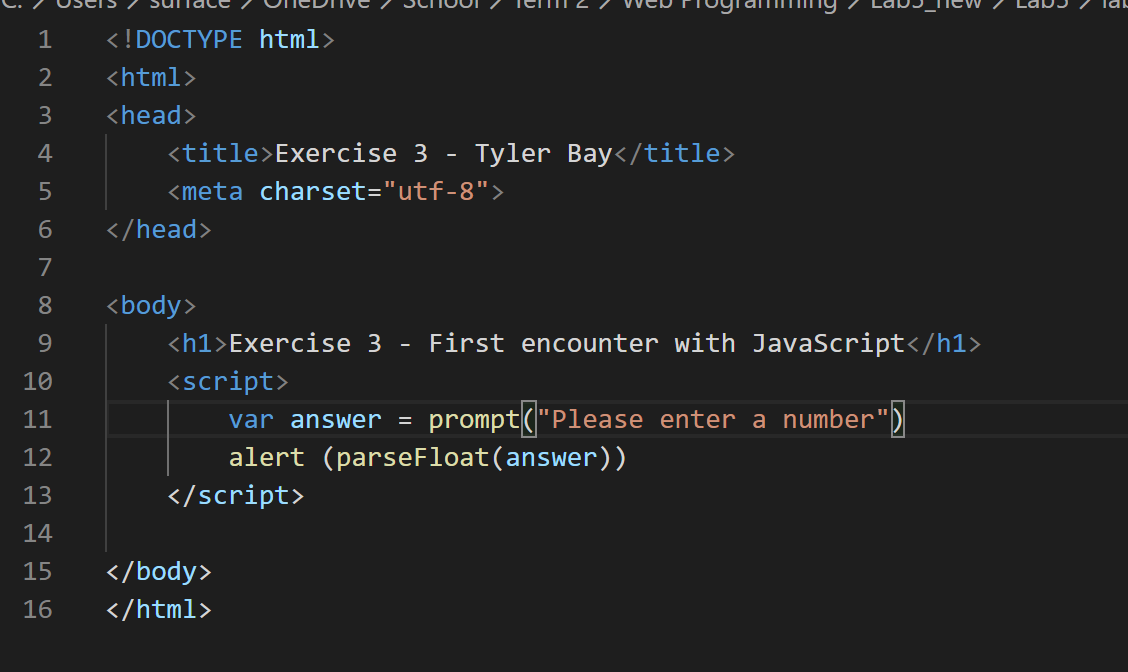 C: > Users > surface > OneDrive > School > Term 2 > Web Programming > Lab5_new > Lab5 >
1 <!DOCTYPE html>
2 <html>
3 <head>
4     <title>Exercise 3 - Tyler Bay</title>
5     <meta charset="utf-8">
6 </head>
7
8 <body>
9     <h1>Exercise 3 - First encounter with JavaScript</h1>
10     <script>
11         var answer = prompt("Please enter a number")
12         alert (parseFloat(answer))
13     </script>
14
15 </body>
16 </html>